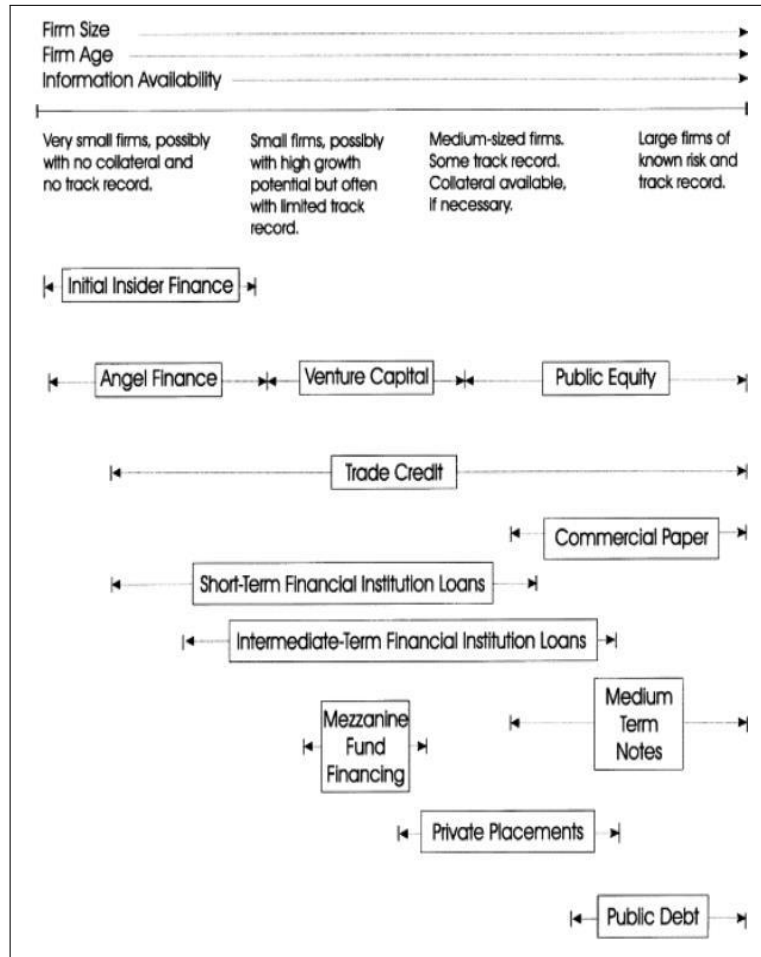 Firm Size
Firm Age
Information Availability
Very small firms, possibly
with no collateral and
no track record.
Small firms, possibly
with high growth
potential but often
with limited track
record.
Medium-sized firms.
Some track record.
Collateral available,
if necessary.
Large firms of
known risk and
track record.
Initial Insider Finance
Angel Finance
Venture Capital
Public Equity
Trade Credit
Commercial Paper
Short-Term Financial Institution Loans
Intermediate-Term Financial Institution Loans
Mezzanine
Fund
Financing
Medium
Term
Notes
Private Placements
Public Debt